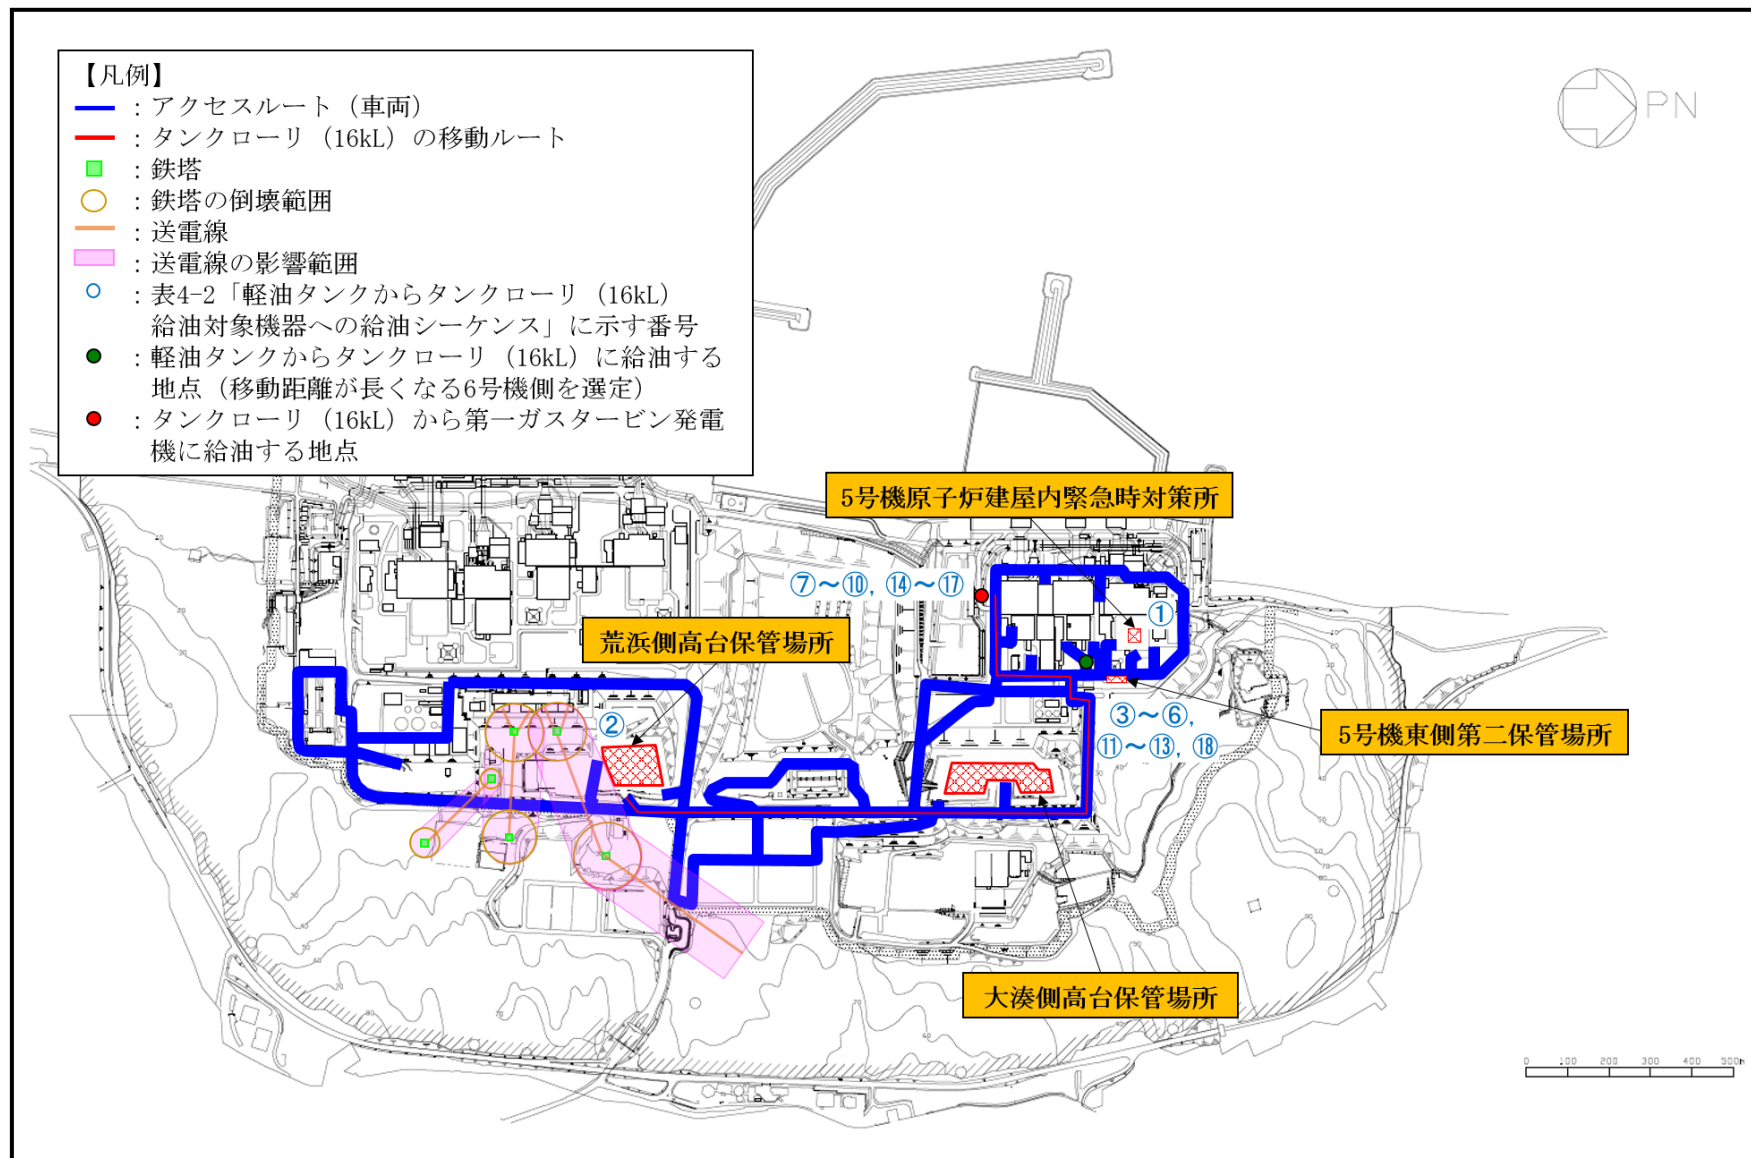 【凡例】
：アクセスルート（車両）
：タンクローリ（16kL）の移動ルート
：鉄塔
：鉄塔の倒壊範囲
：送電線
：送電線の影響範囲
：表4-2「軽油タンクからタンクローリ（16kL）
給油対象機器への給油シーケンス」に示す番号
：軽油タンクからタンクローリ（16kL）に給油する
地点（移動距離が長くなる6号機側を選定）
：タンクローリ（16kL）から第一ガスタービン発電
機に給油する地点
PN
5号機原子炉建屋内緊急時対策所
⑦～⑩, ⑭～⑰
①
荒浜側高台保管場所
②
③～⑥,
⑪～⑬, ⑱
5号機東側第二保管場所
大湊側高台保管場所
0 100 200 300 400 500m